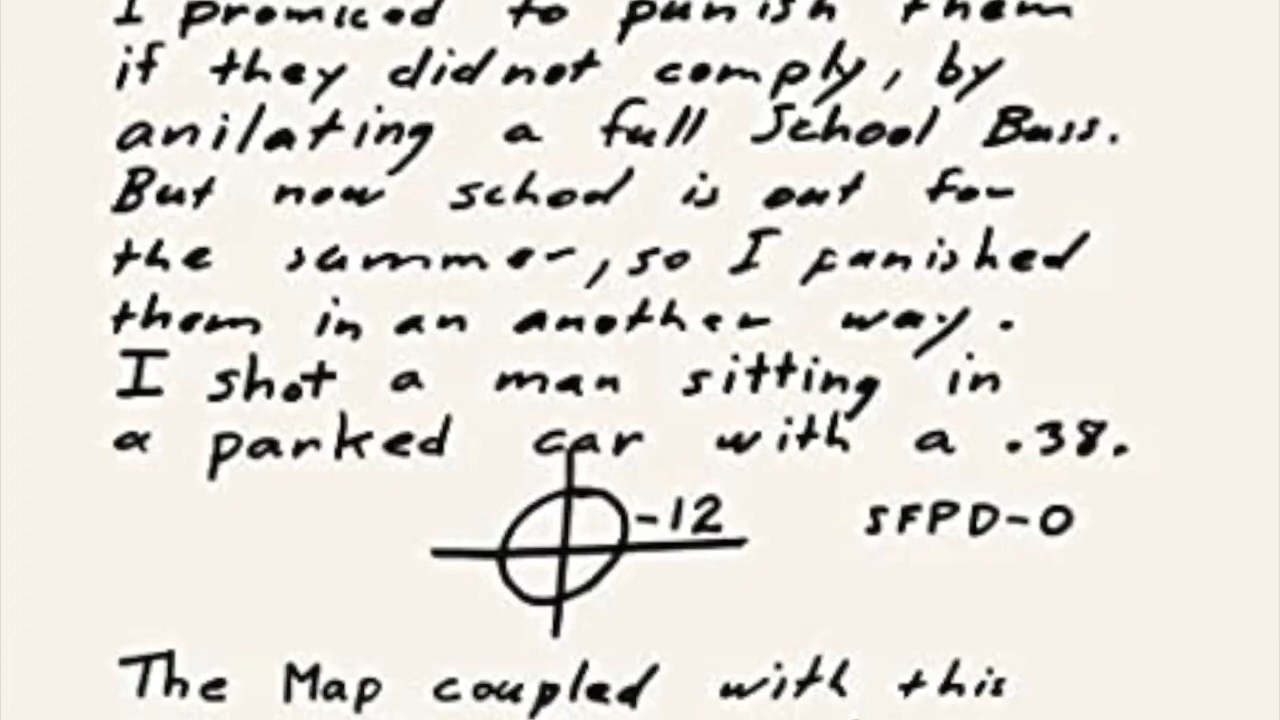 I promiced to punish them
if they did not comply, by
anilating a full School Buss.
But now school is out for
the summer, so I punished
them in an another way.
I shot a man sitting in
a parked car with a .38.
-12 SFPD-0
The Map coupled with this